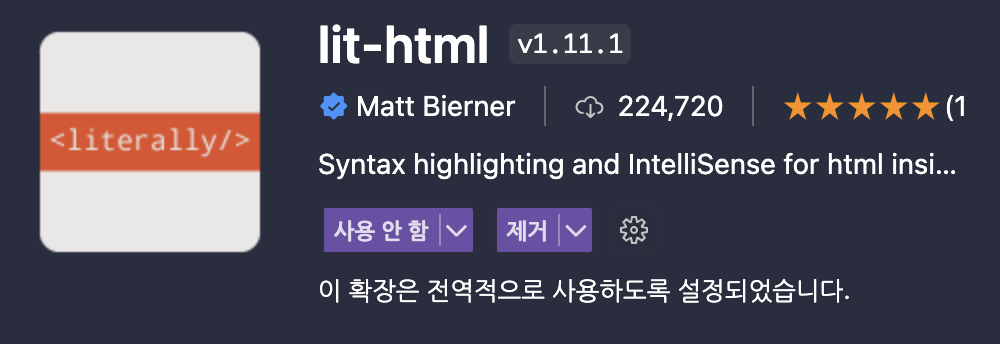 <literally/>
lit-html v1.11.1
Matt Bierner 224,720 (1
Syntax highlighting and IntelliSense for html insi...
사용 안 함 제거
이 확장은 전역적으로 사용하도록 설정되었습니다.